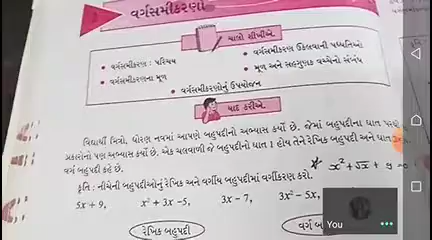 વર્ગસમીકરણો
ચાલો શીખીએ.
• વર્ગસમીકરણ : પરિચય
• વર્ગસમીકરણ ઉકેલવાની પદ્ધતિઓ
• વર્ગસમીકરણના મૂળ
• મૂળ અને સહગુણક વચ્ચેનો સંબંધ
• વર્ગસમીકરણોનું ઉપયોજન
યાદ કરીએ.
વિદ્યાર્થી મિત્રો, ધોરણ નવમાં આપણે બહુપદીનો અભ્યાસ કર્યો છે. જેમાં બહુપદીના ઘાત પરથી
પ્રકારોનો પણ અભ્યાસ કર્યો છે. એક ચલવાળી જે બહુપદીનો ઘાત 1 હોય તેને રેખિક બહુપદી અને ઘાત
વર્ગ બહુપદી કહે છે.
x² + √x + y
કૃતિ : નીચેની બહુપદીઓનું રેખિક અને વર્ગીય બહુપદીમાં વર્ગીકરણ કરો.
5x + 9, x² + 3x -5, 3x - 7, 3x² - 5x,
રેખિક બહુપદી
You